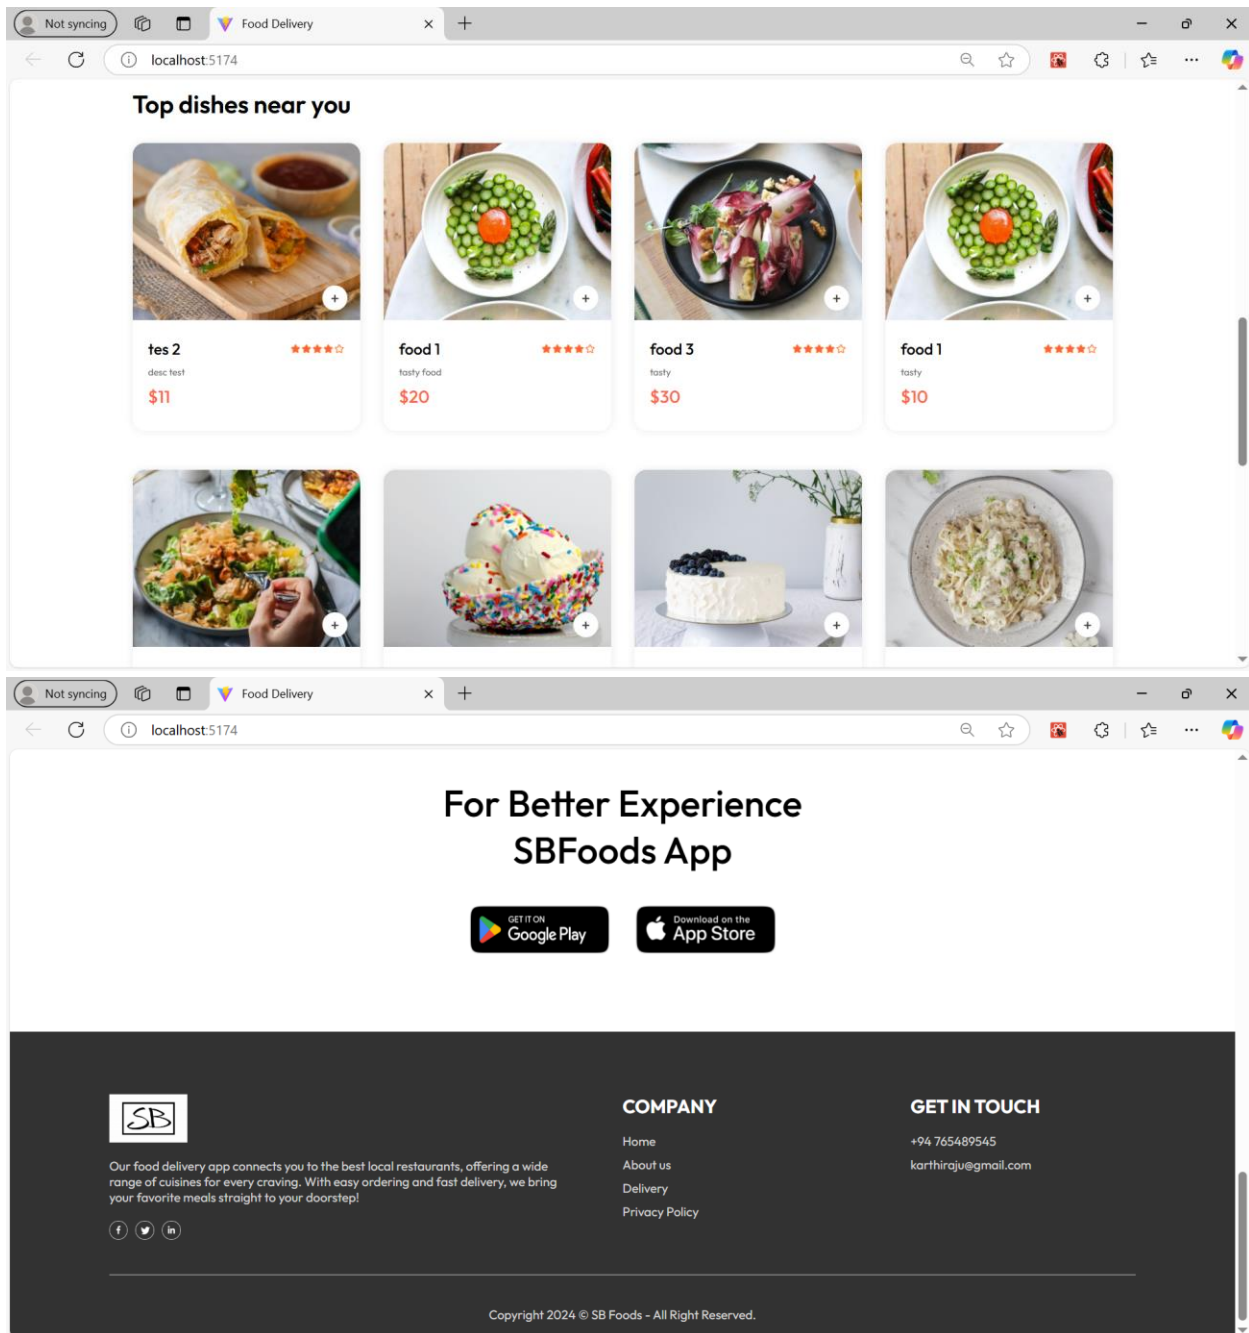 Not syncing
Food Delivery
localhost:5174
Top dishes near you
tes 2
desc test
$11
food 1
tasty food
$20
food 3
tasty
$30
food 1
tasty
$10
Not syncing
Food Delivery
localhost:5174
For Better Experience
SBFoods App
GET IT ON
Google Play
Download on the
App Store
SB
Our food delivery app connects you to the best local restaurants, offering a wide
range of cuisines for every craving. With easy ordering and fast delivery, we bring
your favorite meals straight to your doorstep!
f
in
COMPANY
Home
About us
Delivery
Privacy Policy
GET IN TOUCH
+94 765489545
karthiraju@gmail.com
Copyright 2024 © SB Foods - All Right Reserved.